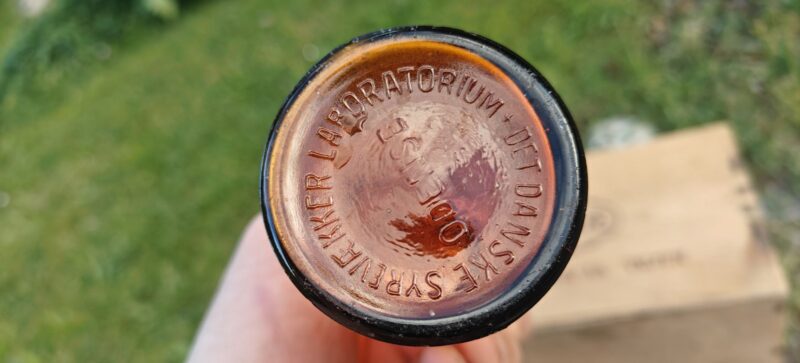 DET DANSKE SYREVÆKKER LABORATORIUM
ODENSE